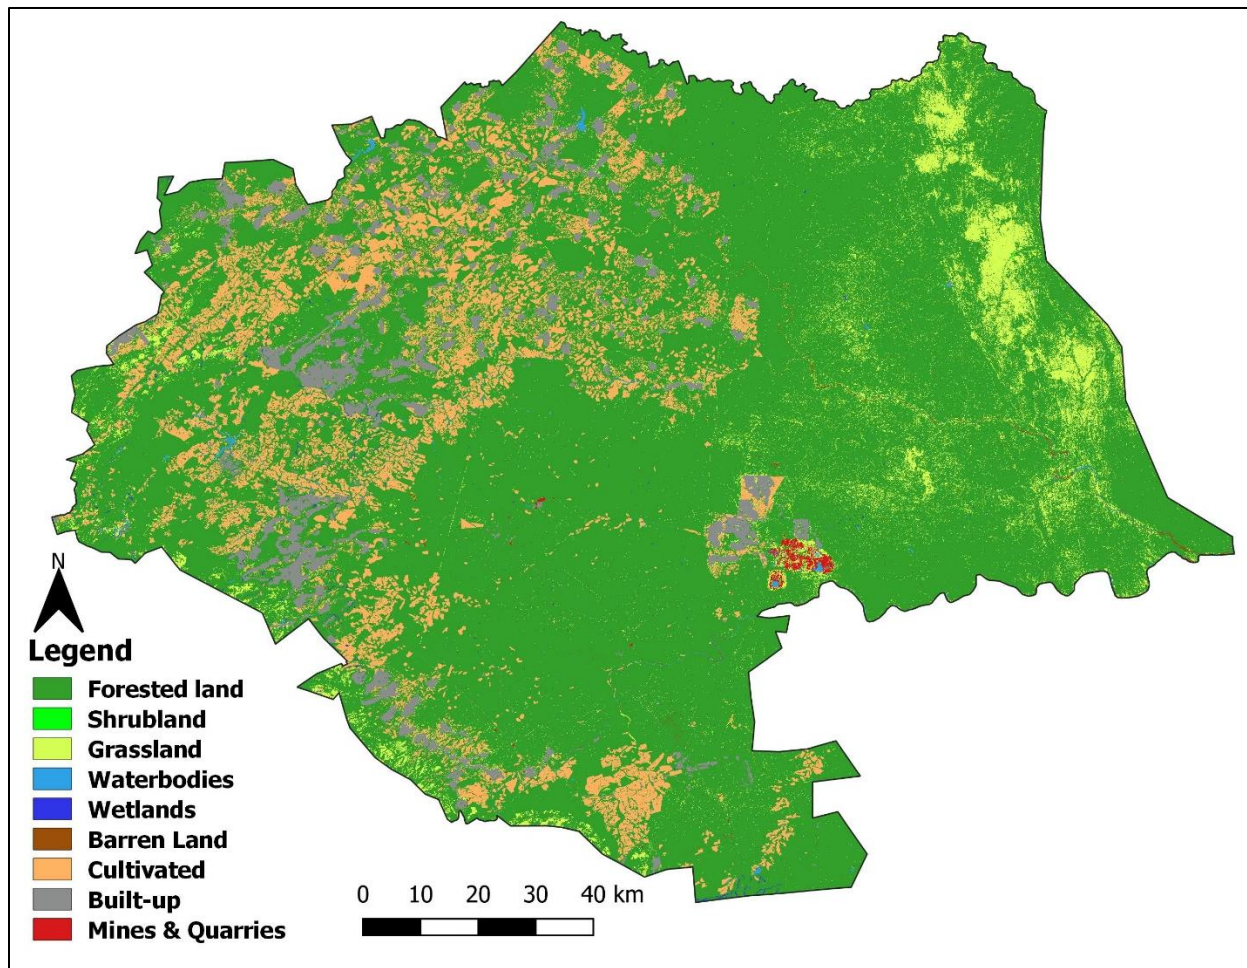 N
Legend
Forested land
Shrubland
Grassland
Waterbodies
Wetlands
Barren Land
Cultivated
Built-up
Mines & Quarries
0 10 20 30 40 km